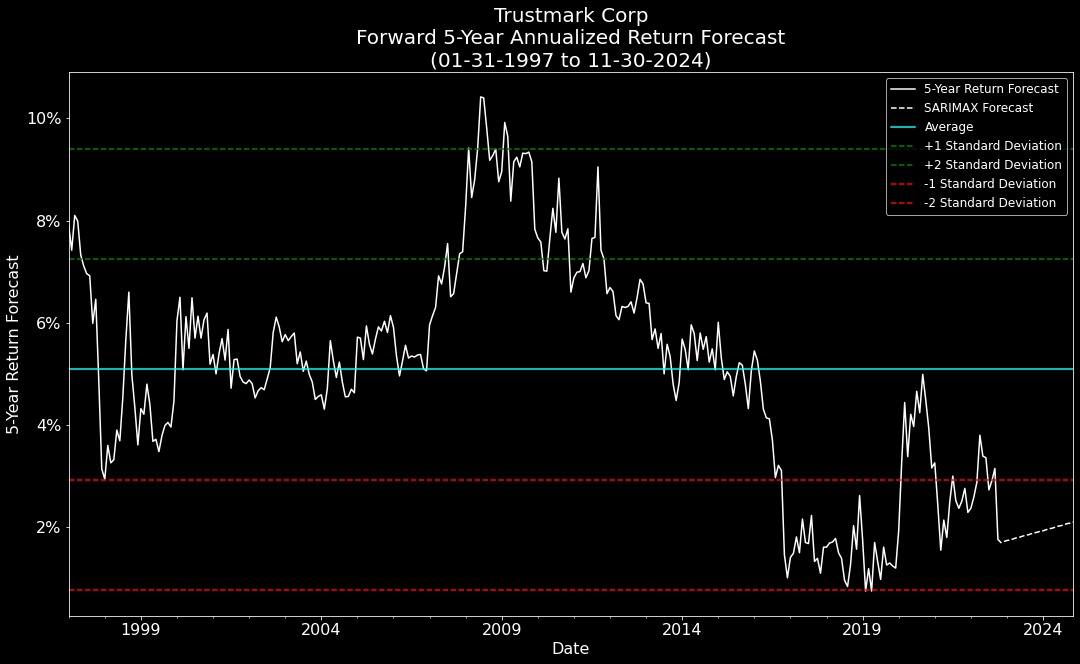 Trustmark Corp
Forward 5-Year Annualized Return Forecast
(01-31-1997 to 11-30-2024)
5-Year Return Forecast
SARIMAX Forecast
Average
+1 Standard Deviation
+2 Standard Deviation
-1 Standard Deviation
-2 Standard Deviation
5-Year Return Forecast
10%
8%
6%
4%
2%
1999 2004 2009 2014 2019 2024
Date